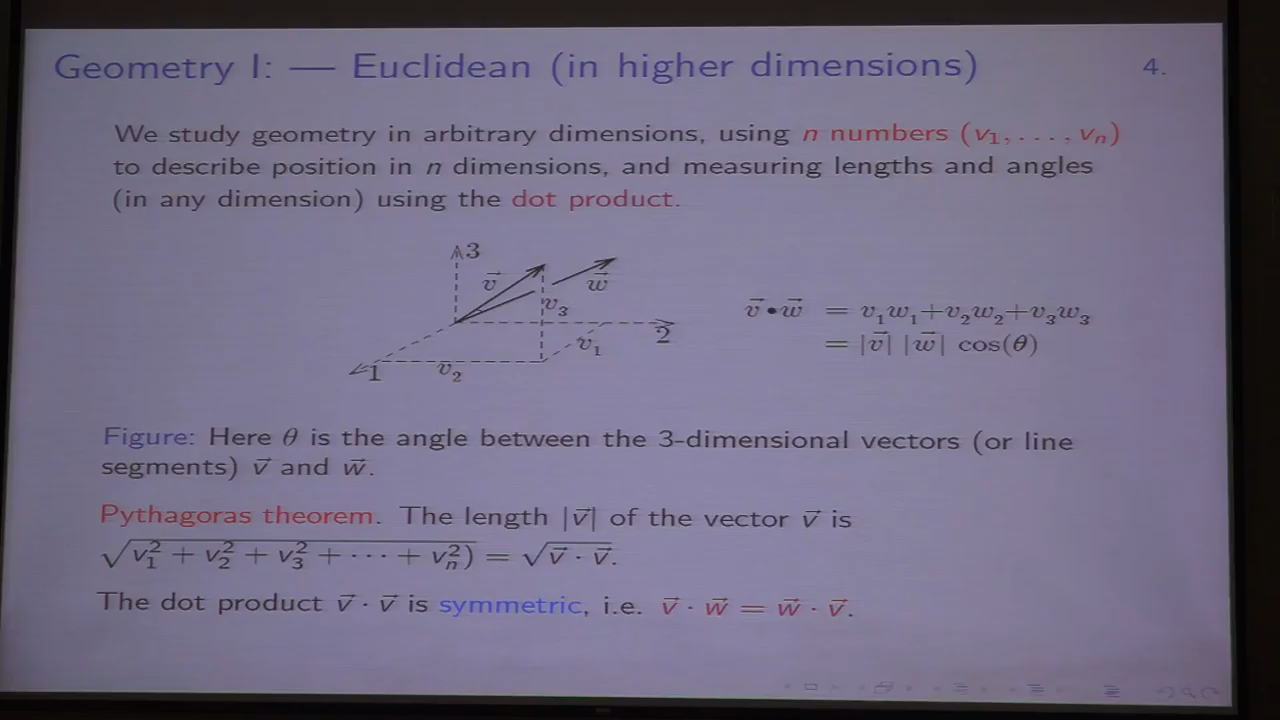 Geometry I: — Euclidean (in higher dimensions) 4.
We study geometry in arbitrary dimensions, using n numbers (v₁, . . . , vₙ)
to describe position in n dimensions, and measuring lengths and angles
(in any dimension) using the dot product.
3
v⃗ w⃗
v₃
2
v₁
1 v₂
v⃗ • w⃗ = v₁w₁+v₂w₂+v₃w₃
= |v⃗| |w⃗| cos(θ)
Figure: Here θ is the angle between the 3-dimensional vectors (or line
segments) v⃗ and w⃗.
Pythagoras theorem. The length |v⃗| of the vector v⃗ is
√v₁² + v₂² + v₃² + · · · + vₙ²) = √v⃗ · v⃗.
The dot product v⃗ · v⃗ is symmetric, i.e. v⃗ · w⃗ = w⃗ · v⃗.